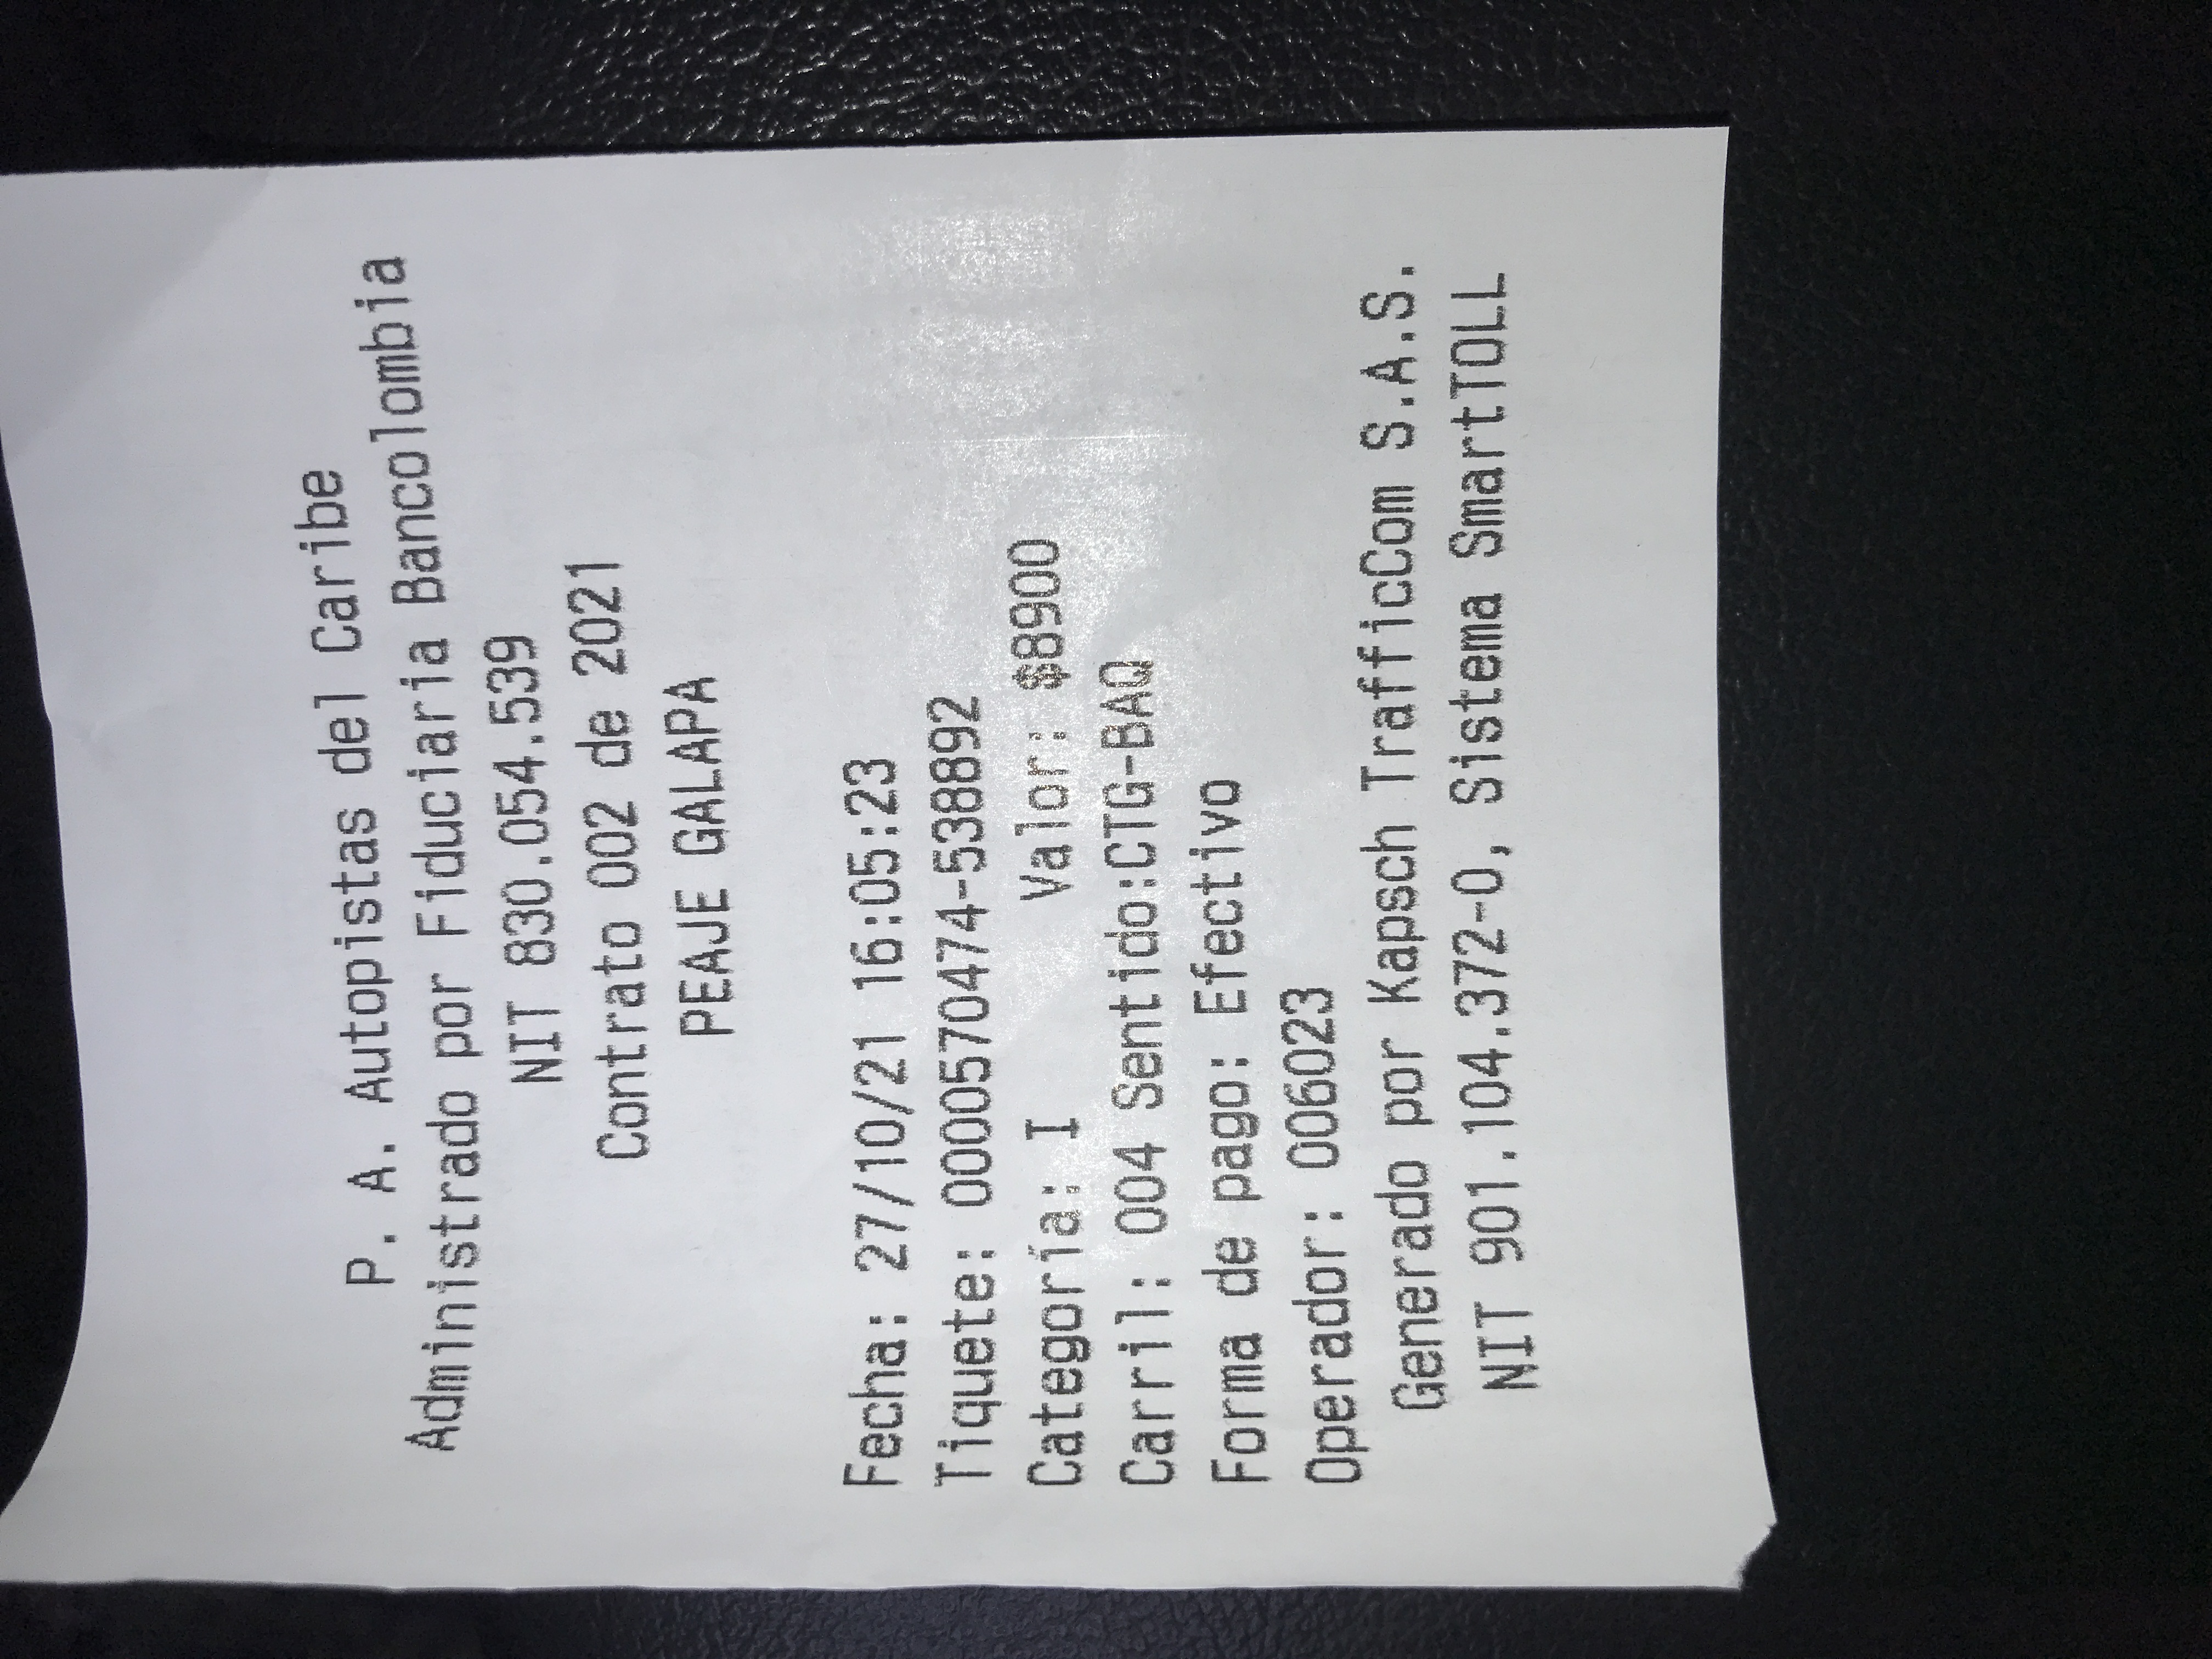 P. A. Autopistas del Caribe
Administrado por Fiduciaria Bancolombia
NIT 830.054.539
Contrato 002 de 2021
PEAJE GALAPA
Fecha: 27/10/21 16:05:23
Tiquete: 0000570474-538892
Categoría: I Valor: $8900
Carril: 004 Sentido:CTG-BAQ
Forma de pago: Efectivo
Operador: 006023
Generado por Kapsch TrafficCom S.A.S.
NIT 901.104.372-0, Sistema SmartTOLL